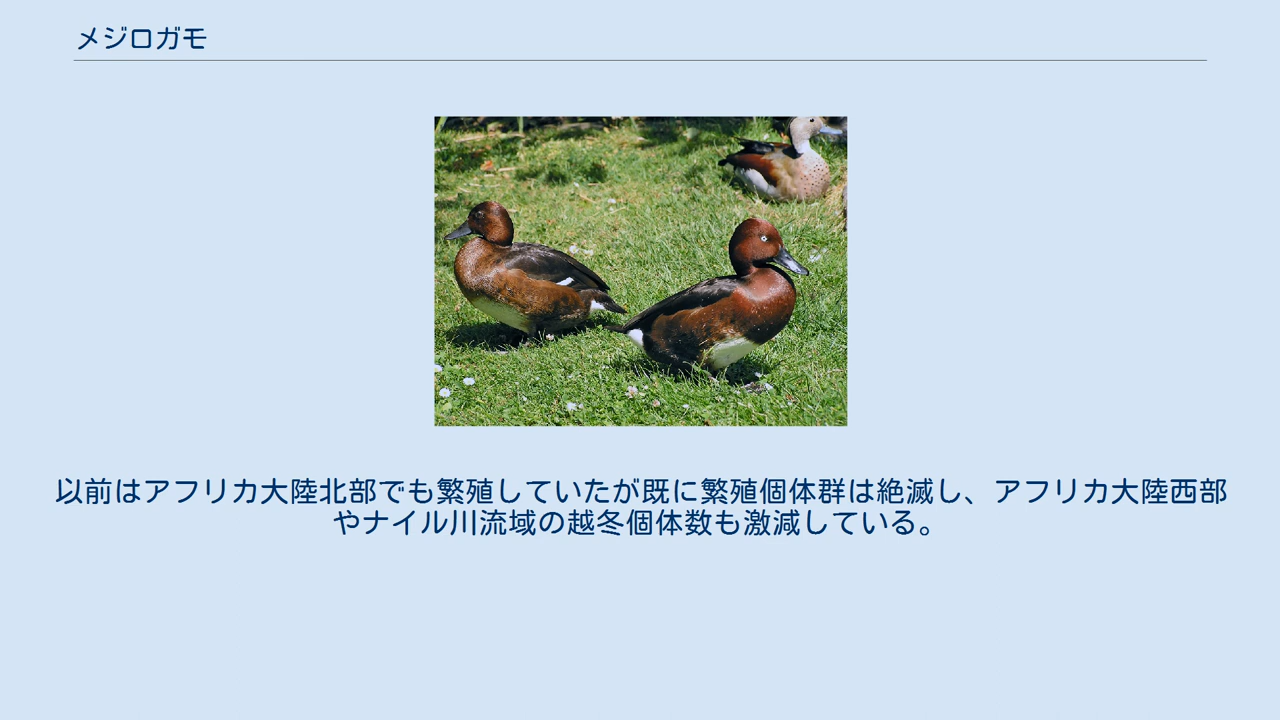 メジロガモ
以前はアフリカ大陸北部でも繁殖していたが既に繁殖個体群は絶滅し、アフリカ大陸西部
やナイル川流域の越冬個体数も激減している。